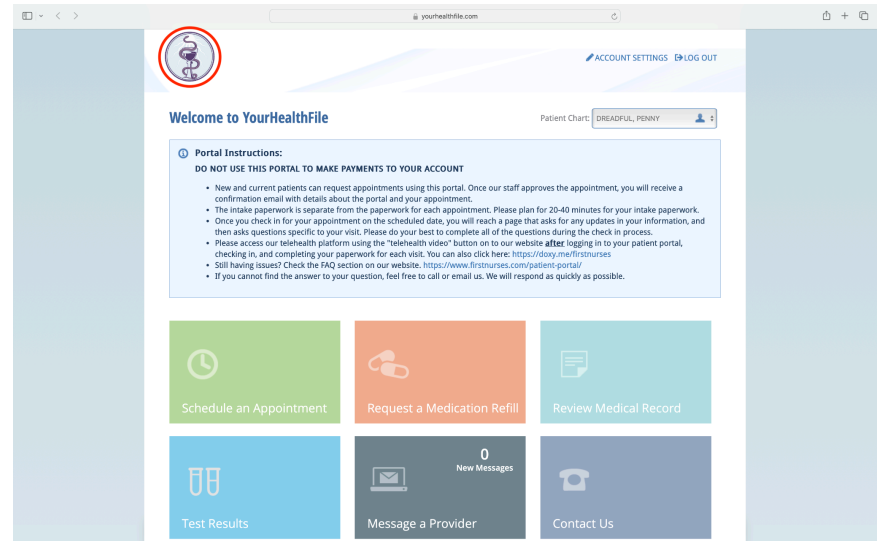 yourhealthfile.com
ACCOUNT SETTINGS LOG OUT
Welcome to YourHealthFile
Patient Chart: DREADFUL, PENNY
Portal Instructions:
DO NOT USE THIS PORTAL TO MAKE PAYMENTS TO YOUR ACCOUNT
• New and current patients can request appointments using this portal. Once our staff approves the appointment, you will receive a
confirmation email with details about the portal and your appointment.
• The intake paperwork is separate from the paperwork for each appointment. Please plan for 20-40 minutes for your intake paperwork.
• Once you check in for your appointment on the scheduled date, you will reach a page that asks for any updates in your information, and
then asks questions specific to your visit. Please do your best to complete all of the questions during the check in process.
• Please access our telehealth platform using the "telehealth video" button on to our website after logging in to your patient portal,
checking in, and completing your paperwork for each visit. You can also click here: https://doxy.me/firstnurses
• Still having issues? Check the FAQ section on our website. https://www.firstnurses.com/patient-portal/
• If you cannot find the answer to your question, feel free to call or email us. We will respond as quickly as possible.
Schedule an Appointment
Request a Medication Refill
Review Medical Record
Test Results
0
New Messages
Message a Provider
Contact Us